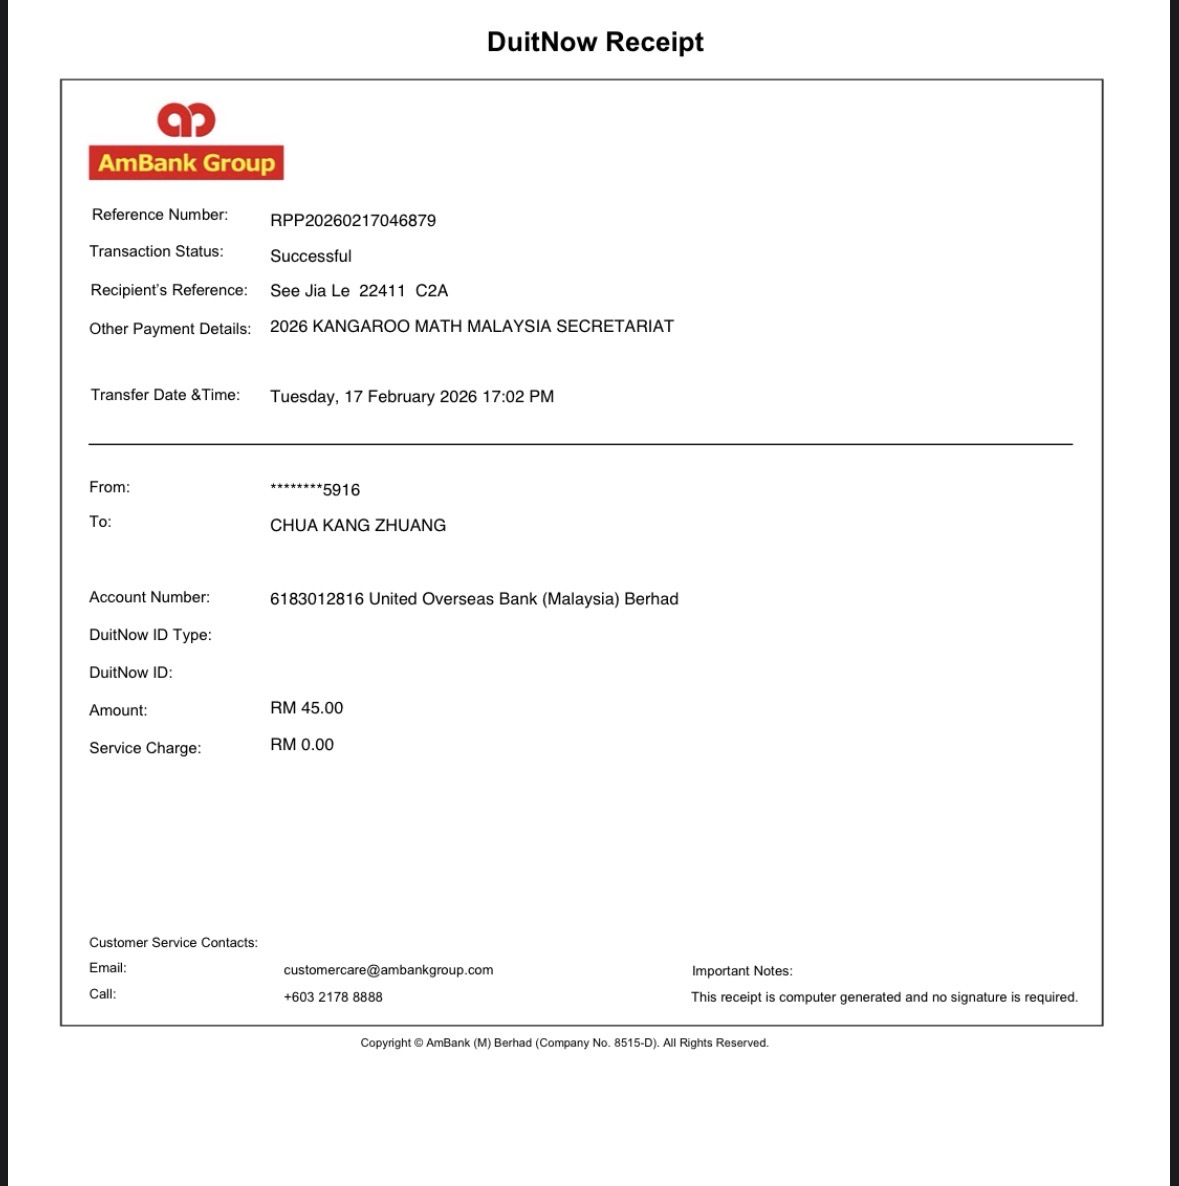 DuitNow Receipt
AmBank Group
Reference Number: RPP20260217046879
Transaction Status: Successful
Recipient's Reference: See Jia Le  22411  C2A
Other Payment Details: 2026 KANGAROO MATH MALAYSIA SECRETARIAT
Transfer Date &Time: Tuesday, 17 February 2026 17:02 PM
From: ********5916
To: CHUA KANG ZHUANG
Account Number: 6183012816 United Overseas Bank (Malaysia) Berhad
DuitNow ID Type:
DuitNow ID:
Amount: RM 45.00
Service Charge: RM 0.00
Customer Service Contacts:
Email: customercare@ambankgroup.com Important Notes:
Call: +603 2178 8888 This receipt is computer generated and no signature is required.
Copyright © AmBank (M) Berhad (Company No. 8515-D). All Rights Reserved.